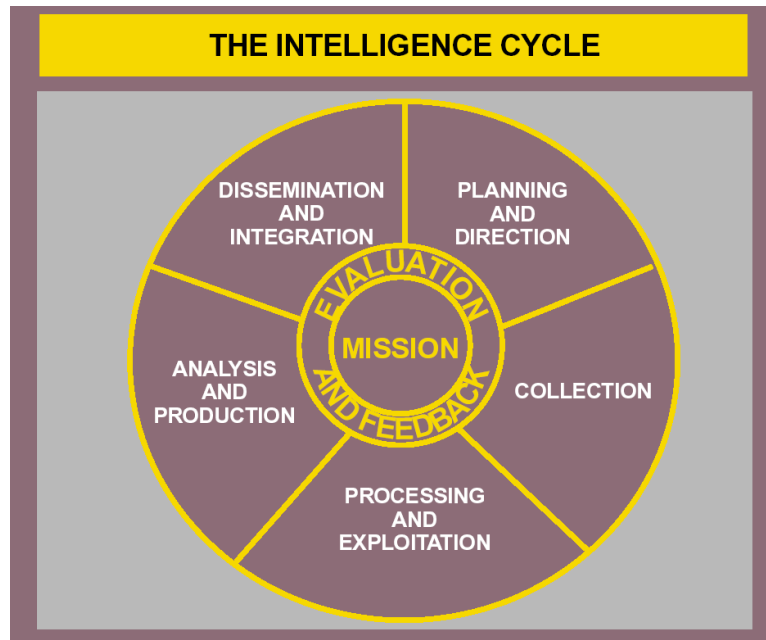 THE INTELLIGENCE CYCLE
DISSEMINATION
AND
INTEGRATION
PLANNING
AND
DIRECTION
EVALUATION
MISSION
AND FEEDBACK
ANALYSIS
AND
PRODUCTION
COLLECTION
PROCESSING
AND
EXPLOITATION